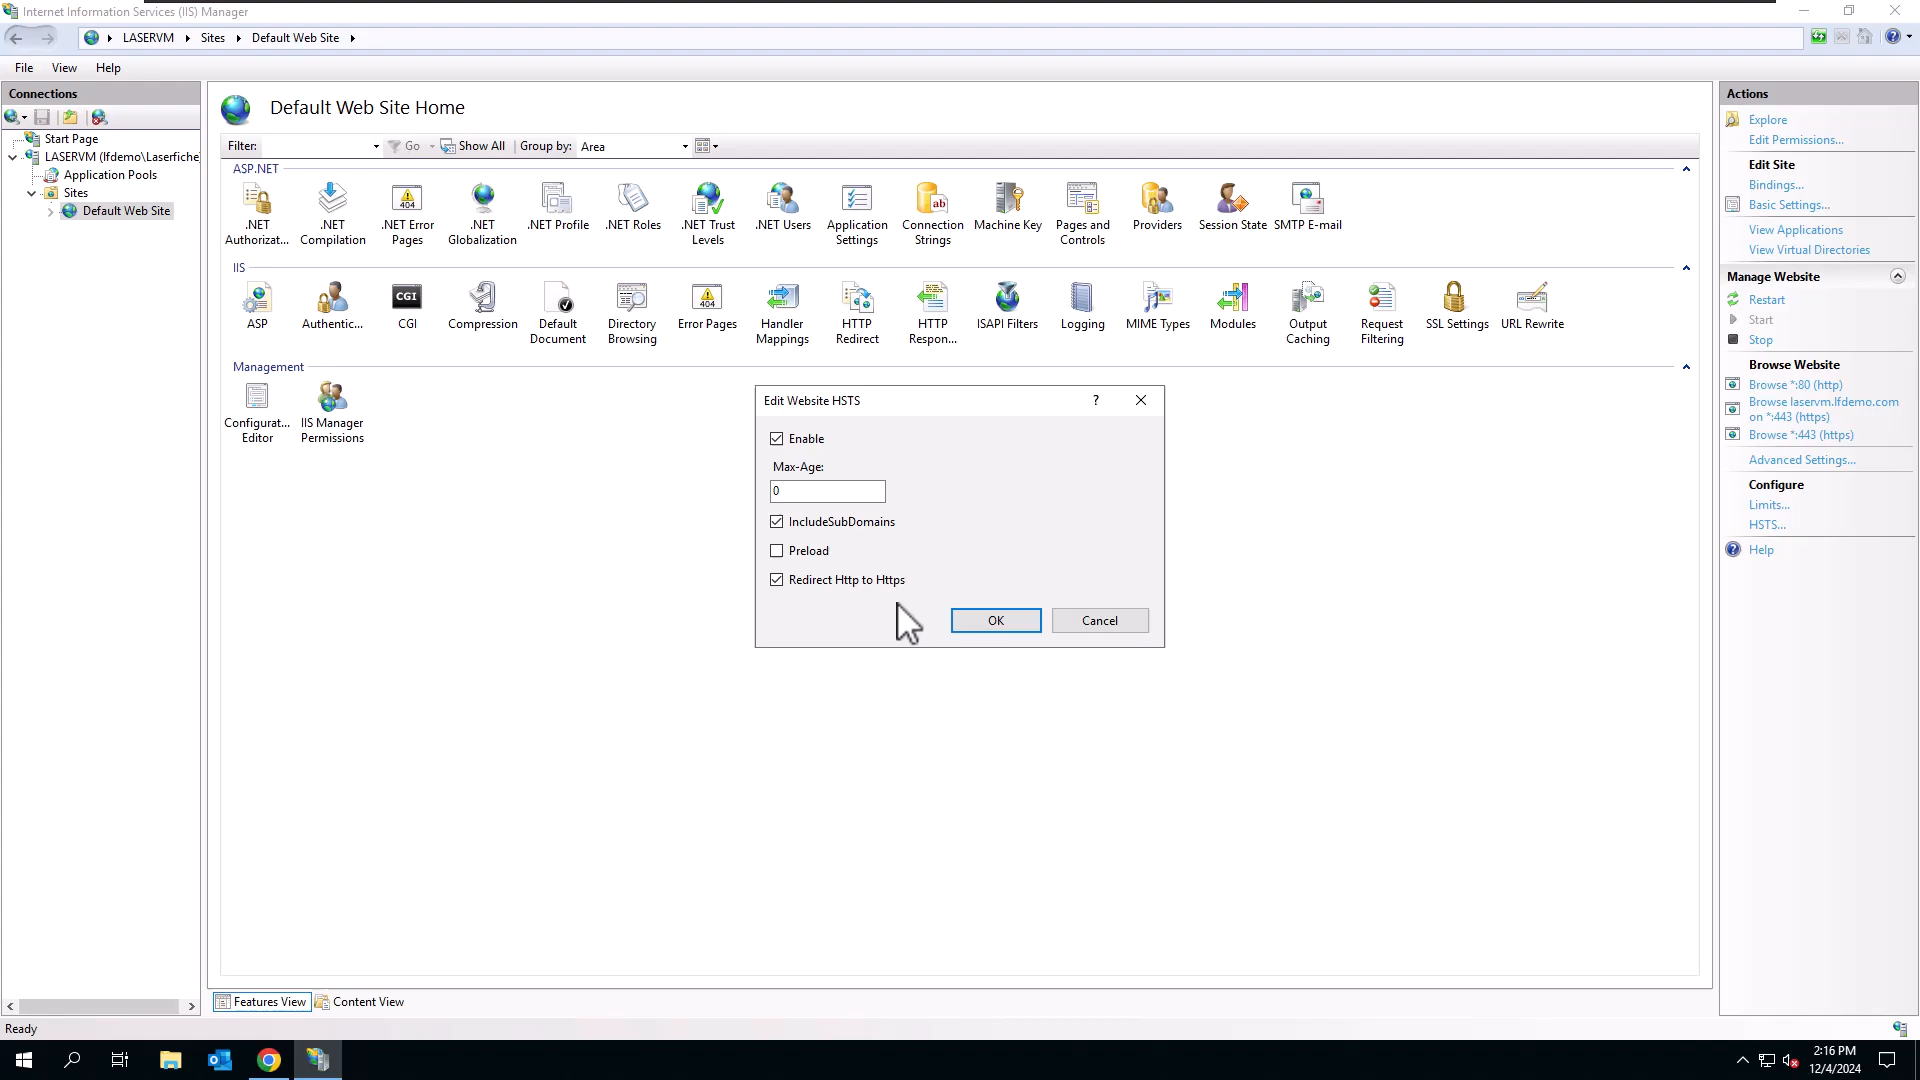 Internet Information Services (IIS) Manager
LASERVM
Sites
Default Web Site
File
View
Help
Connections
Start Page
LASERVM (lfdemo\Laserfiche
Application Pools
Sites
Default Web Site
Default Web Site Home
Filter:
Go
Show All
Group by:
Area
ASP.NET
.NET
Authorizat...
.NET
Compilation
.NET Error
Pages
.NET
Globalization
.NET Profile
.NET Roles
.NET Trust
Levels
.NET Users
Application
Settings
Connection
Strings
Machine Key
Pages and
Controls
Providers
Session State
SMTP E-mail
IIS
ASP
Authentic...
CGI
Compression
Default
Document
Directory
Browsing
Error Pages
Handler
Mappings
HTTP
Redirect
HTTP
Respon...
ISAPI Filters
Logging
MIME Types
Modules
Output
Caching
Request
Filtering
SSL Settings
URL Rewrite
Management
Configurat...
Editor
IIS Manager
Permissions
Edit Website HSTS
Enable
Max-Age:
0
IncludeSubDomains
Preload
Redirect Http to Https
OK
Cancel
Actions
Explore
Edit Permissions...
Edit Site
Bindings...
Basic Settings...
View Applications
View Virtual Directories
Manage Website
Restart
Start
Stop
Browse Website
Browse *:80 (http)
Browse laservm.lfdemo.com
on *:443 (https)
Browse *:443 (https)
Advanced Settings...
Configure
Limits...
HSTS...
Help
Features View
Content View
Ready
2:16 PM
12/4/2024